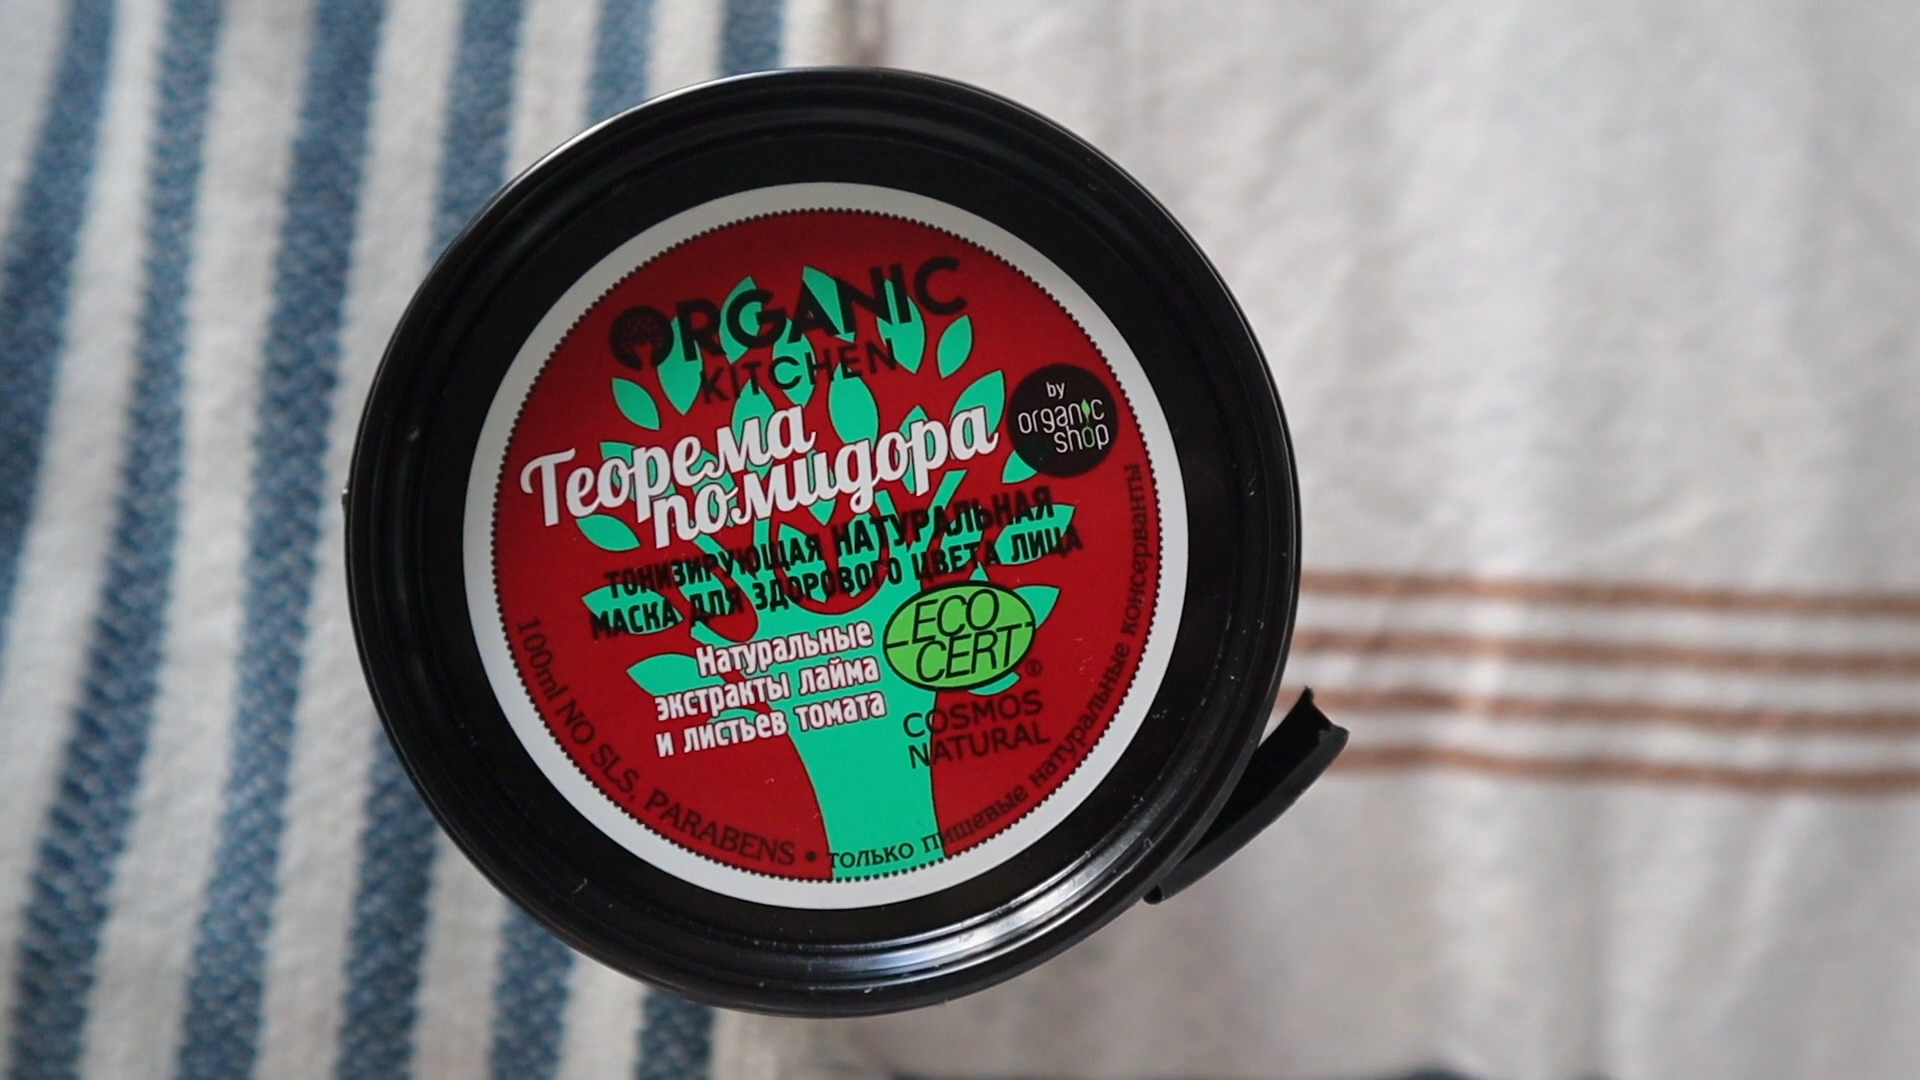 ORGANIC
KITCHEN
by
organic
shop
Теорема
помидора
ТОНИЗИРУЮЩАЯ НАТУРАЛЬНАЯ
МАСКА ДЛЯ ЗДОРОВОГО ЦВЕТА ЛИЦА
Натуральные
экстракты лайма
и листьев томата
ECO
CERT
®
COSMOS
NATURAL
100ml NO SLS, PARABENS • только пищевые натуральные консерванты